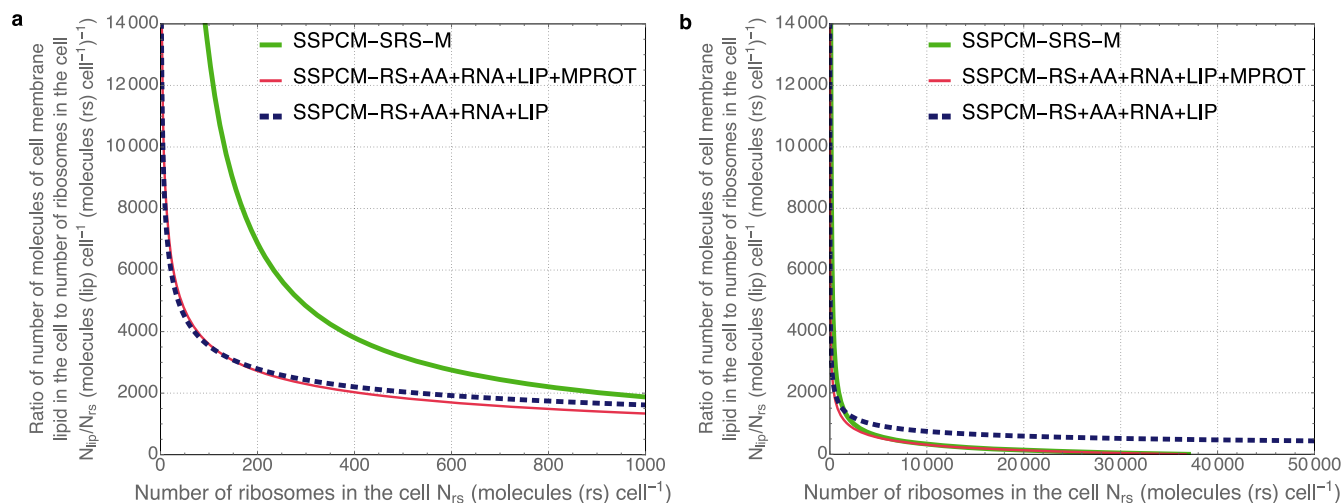 a
Ratio of number of molecules of cell membrane
lipid in the cell to number of ribosomes in the cell
N_lip/N_rs (molecules (lip) cell⁻¹ (molecules (rs) cell⁻¹)⁻¹)
14000
12000
10000
8000
6000
4000
2000
0
SSPCM–SRS–M
SSPCM–RS+AA+RNA+LIP+MPROT
SSPCM–RS+AA+RNA+LIP
0 200 400 600 800 1000
Number of ribosomes in the cell N_rs (molecules (rs) cell⁻¹)
b
Ratio of number of molecules of cell membrane
lipid in the cell to number of ribosomes in the cell
N_lip/N_rs (molecules (lip) cell⁻¹ (molecules (rs) cell⁻¹)⁻¹)
14000
12000
10000
8000
6000
4000
2000
0
SSPCM–SRS–M
SSPCM–RS+AA+RNA+LIP+MPROT
SSPCM–RS+AA+RNA+LIP
0 10000 20000 30000 40000 50000
Number of ribosomes in the cell N_rs (molecules (rs) cell⁻¹)